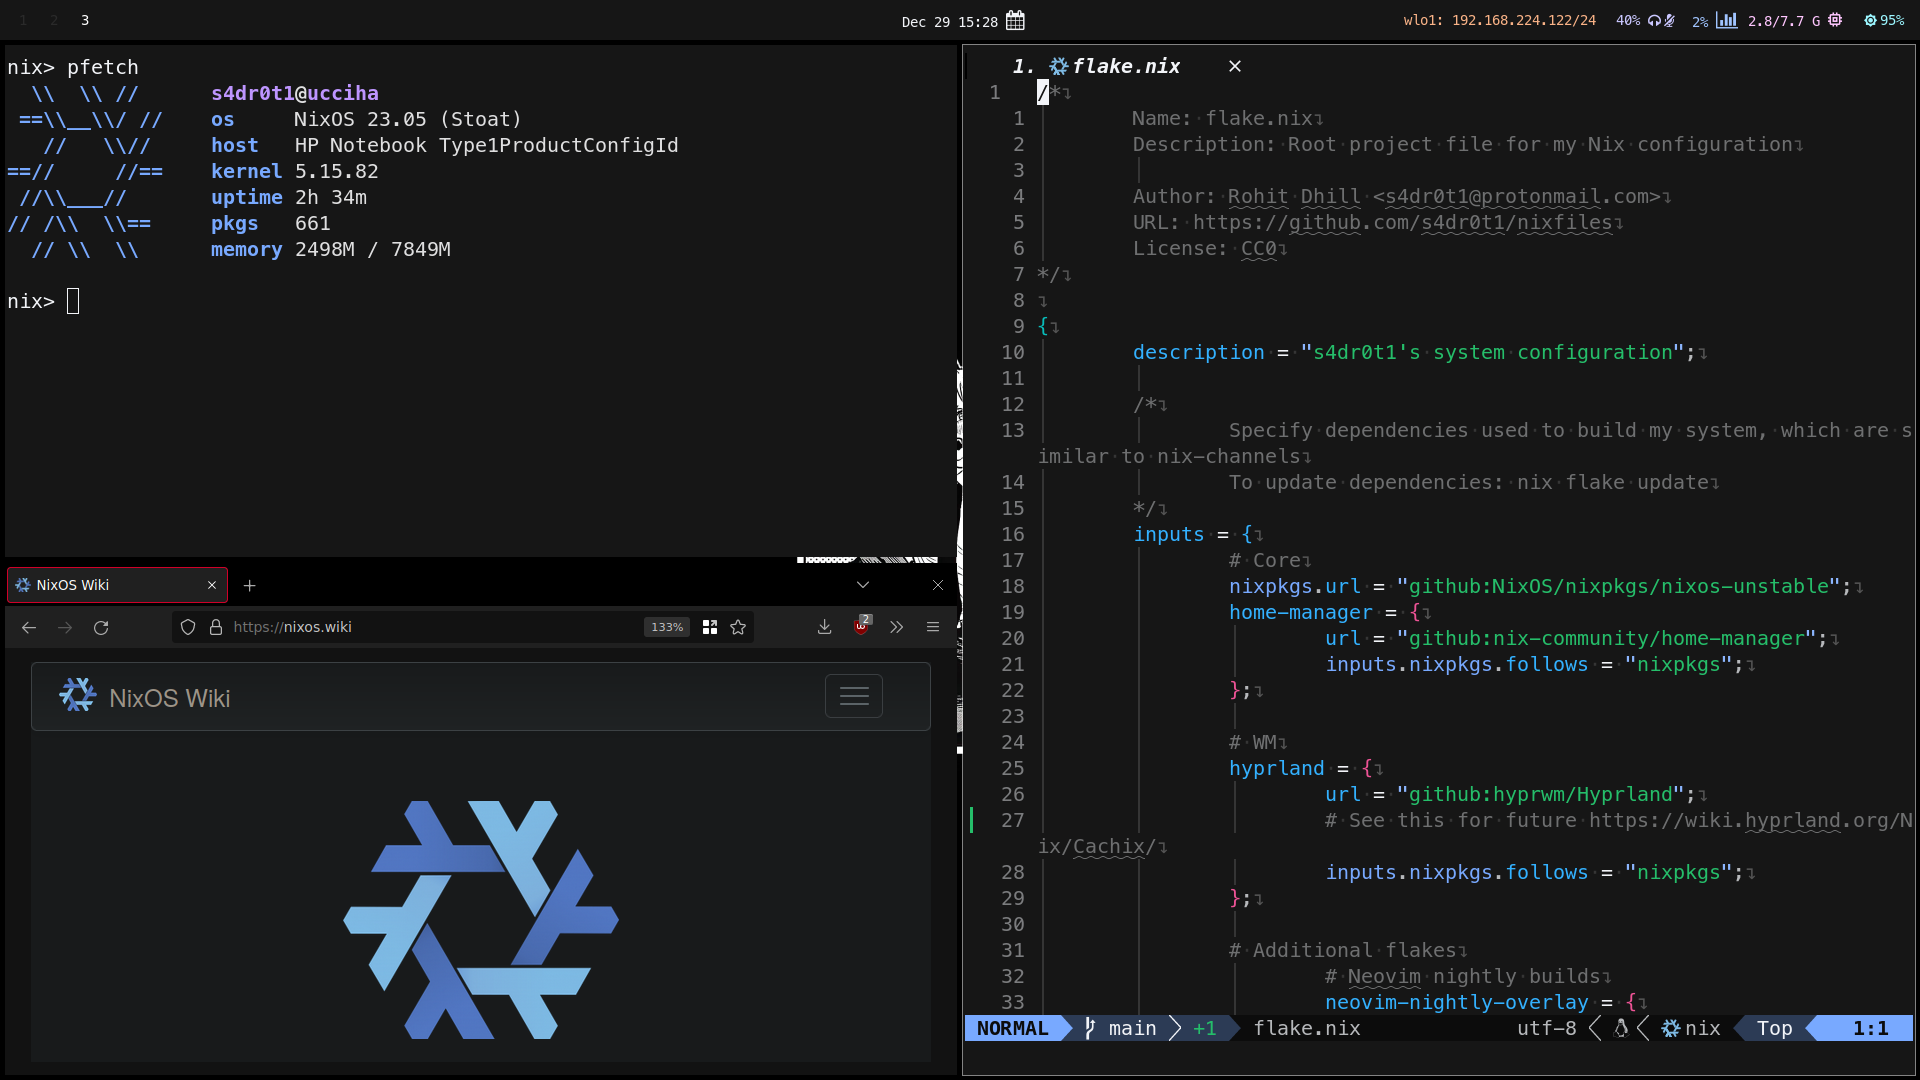 1 2 3
Dec 29 15:28
wlo1: 192.168.224.122/24 40% 2% 2.8/7.7 G 95%
nix> pfetch
  \\  \\ //      s4dr0t1@ucciha
 ==\\__\\/ //    os     NixOS 23.05 (Stoat)
   //   \\//     host   HP Notebook Type1ProductConfigId
==//     //==    kernel 5.15.82
 //\\___//       uptime 2h 34m
// /\\  \\==     pkgs   661
  // \\  \\      memory 2498M / 7849M
nix>
NixOS Wiki
https://nixos.wiki 133% 2
NixOS Wiki
1. flake.nix
1 /*
1 Name: flake.nix
2 Description: Root project file for my Nix configuration
3
4 Author: Rohit Dhill <s4dr0t1@protonmail.com>
5 URL: https://github.com/s4dr0t1/nixfiles
6 License: CC0
7 */
8
9 {
10 description = "s4dr0t1's system configuration";
11
12 /*
13 Specify dependencies used to build my system, which are s
imilar to nix-channels
14 To update dependencies: nix flake update
15 */
16 inputs = {
17 # Core
18 nixpkgs.url = "github:NixOS/nixpkgs/nixos-unstable";
19 home-manager = {
20 url = "github:nix-community/home-manager";
21 inputs.nixpkgs.follows = "nixpkgs";
22 };
23
24 # WM
25 hyprland = {
26 url = "github:hyprwm/Hyprland";
27 # See this for future https://wiki.hyprland.org/N
ix/Cachix/
28 inputs.nixpkgs.follows = "nixpkgs";
29 };
30
31 # Additional flakes
32 # Neovim nightly builds
33 neovim-nightly-overlay = {
NORMAL main +1 flake.nix utf-8 nix Top 1:1